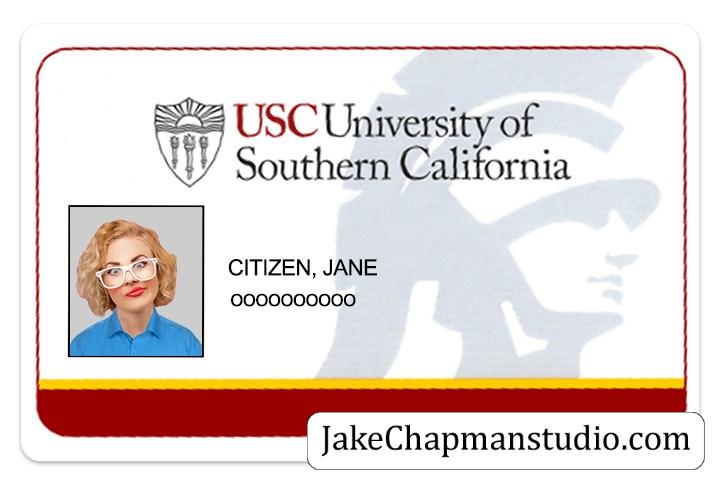 USC University of
Southern California
CITIZEN, JANE
oooooooooo
JakeChapmanstudio.com